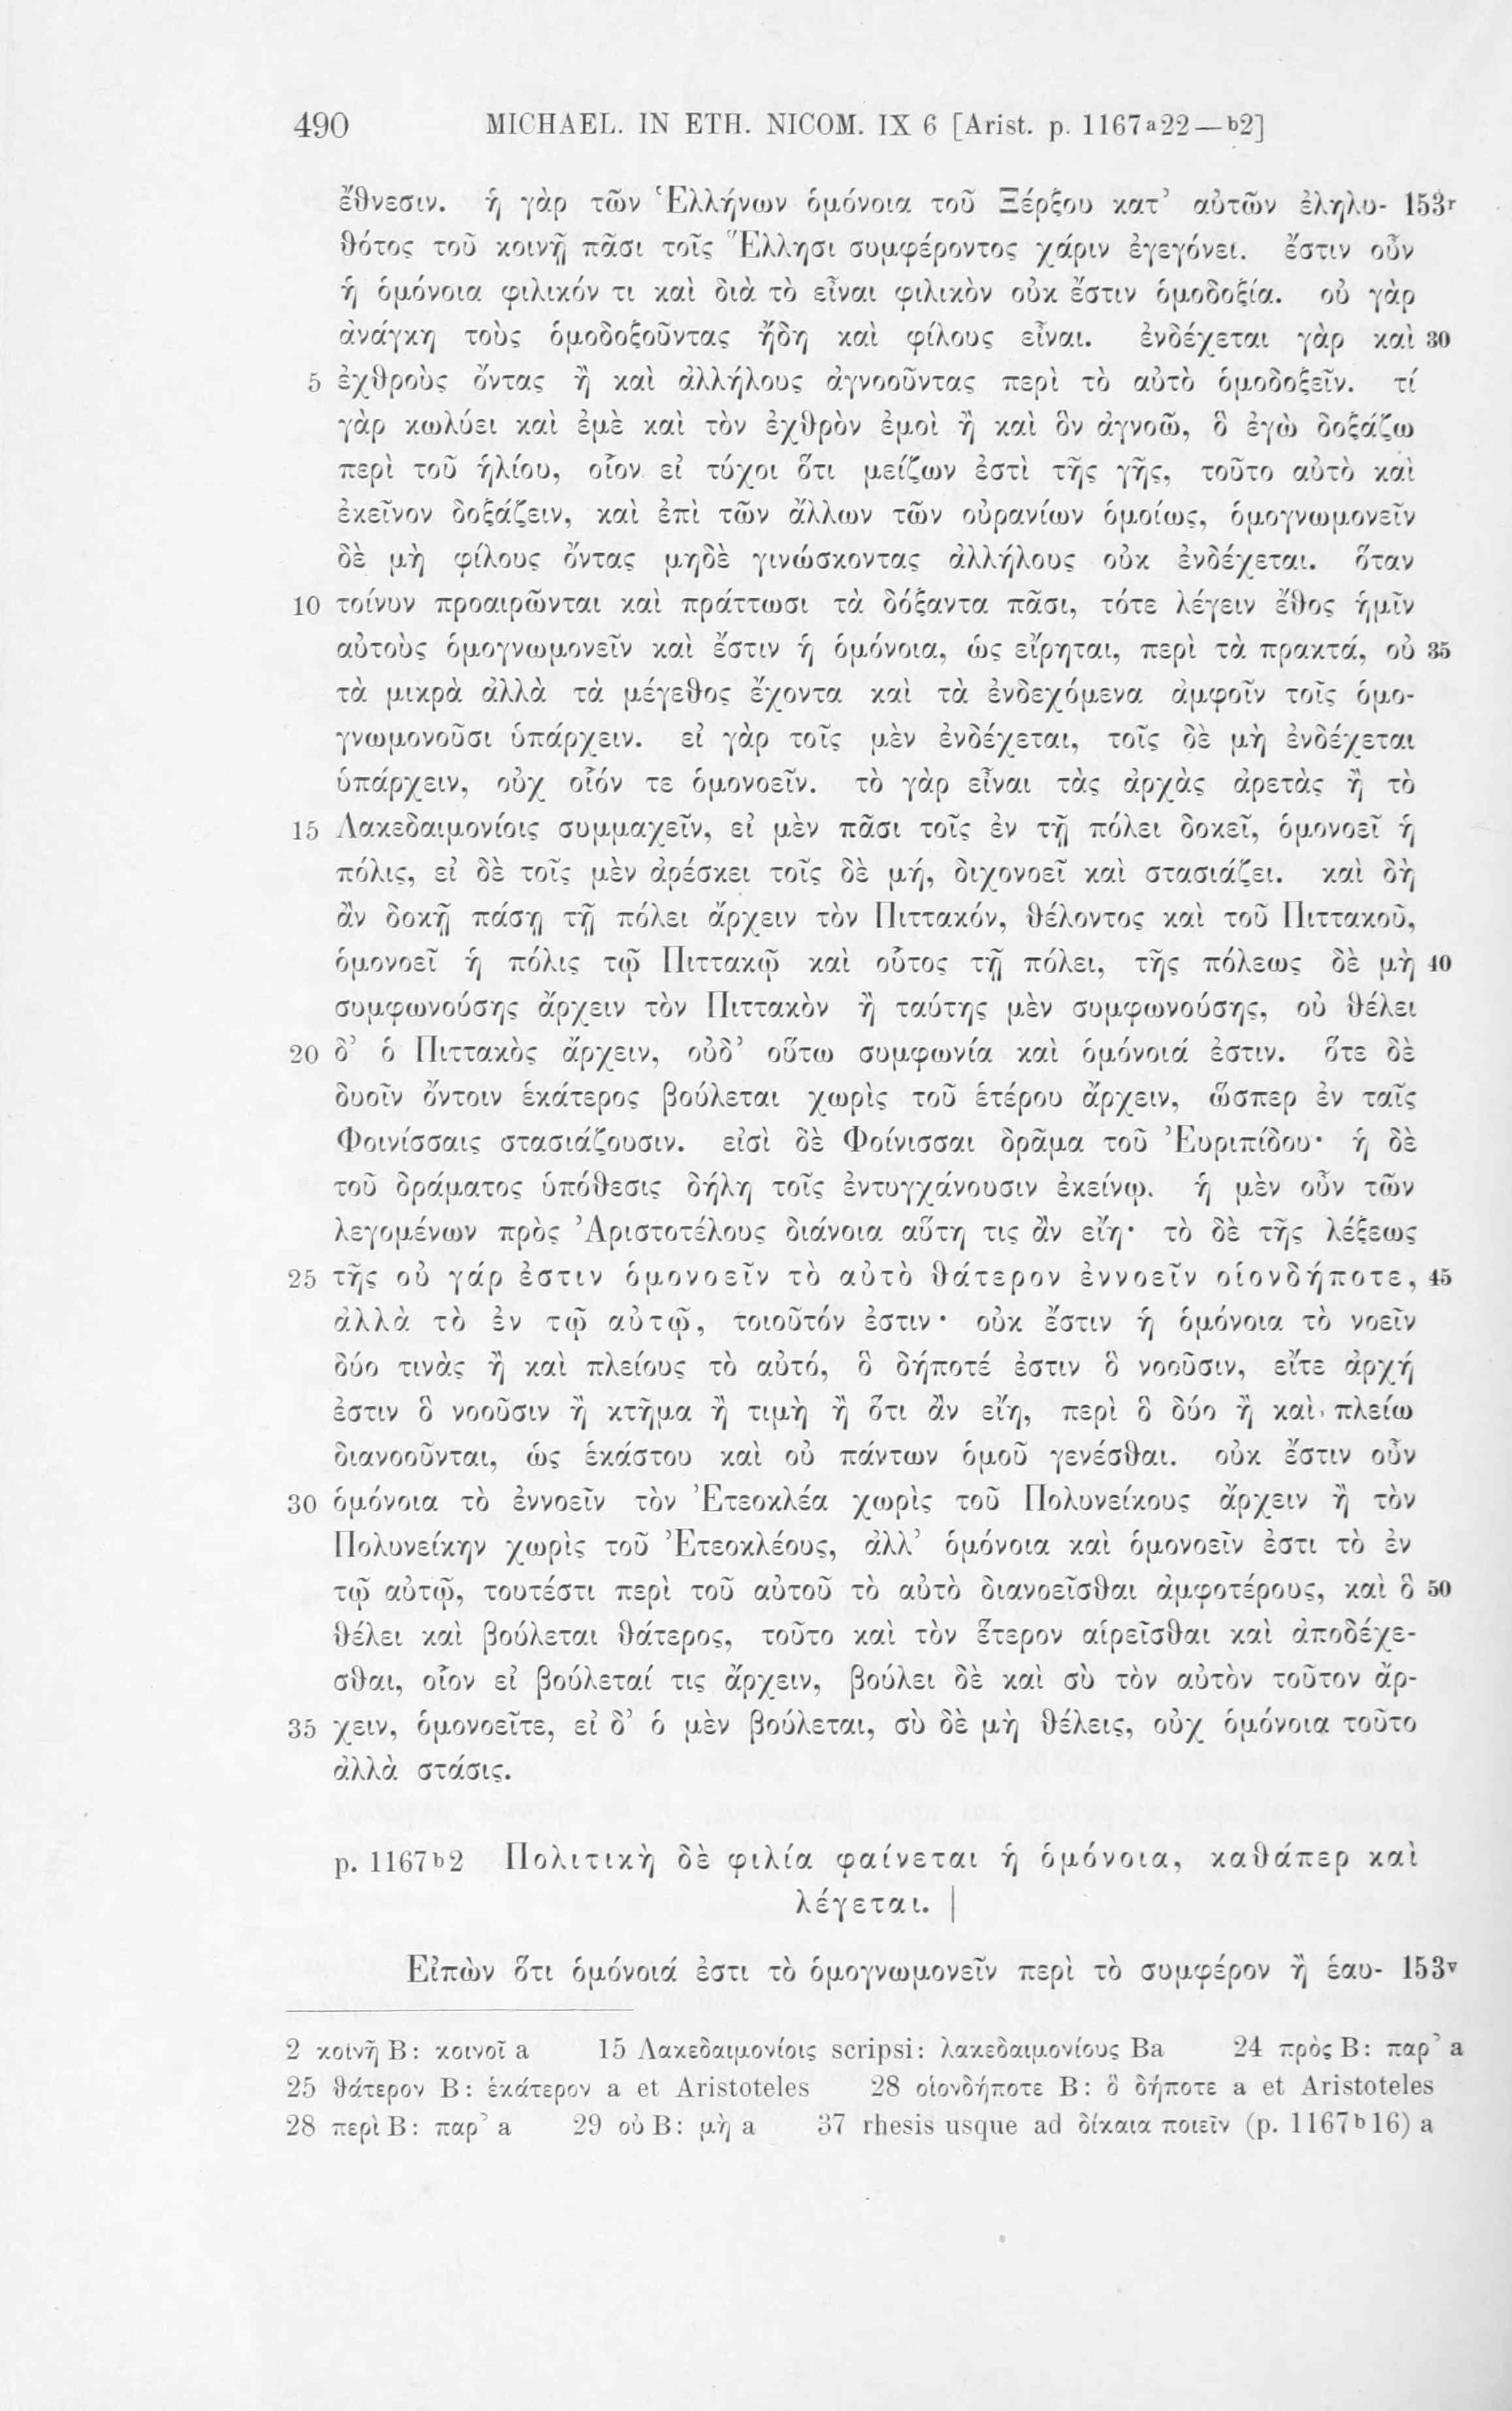 490 MICHAEL. IN ETH. NICOM. IX 6 [Arist. p. 1167a22—b2]
ἔθνεσιν. ἡ γὰρ τῶν Ἑλλήνων ὁμόνοια τοῦ Ξέρξου κατ’ αὐτῶν ἐληλυ- 153r
θότος τοῦ κοινῇ πᾶσι τοῖς Ἕλλησι συμφέροντος χάριν ἐγεγόνει. ἔστιν οὖν
ἡ ὁμόνοια φιλικόν τι καὶ διὰ τὸ εἶναι φιλικὸν οὐκ ἔστιν ὁμοδοξία. οὐ γὰρ
ἀνάγκη τοὺς ὁμοδοξοῦντας ἤδη καὶ φίλους εἶναι. ἐνδέχεται γὰρ καὶ 30
5 ἐχθροὺς ὄντας ἢ καὶ ἀλλήλους ἀγνοοῦντας περὶ τὸ αὐτὸ ὁμοδοξεῖν. τί
γὰρ κωλύει καὶ ἐμὲ καὶ τὸν ἐχθρὸν ἐμοὶ ἢ καὶ ὃν ἀγνοῶ, ὃ ἐγὼ δοξάζω
περὶ τοῦ ἡλίου, οἷον εἰ τύχοι ὅτι μείζων ἐστὶ τῆς γῆς, τοῦτο αὐτὸ καὶ
ἐκεῖνον δοξάζειν, καὶ ἐπὶ τῶν ἄλλων τῶν οὐρανίων ὁμοίως, ὁμογνωμονεῖν
δὲ μὴ φίλους ὄντας μηδὲ γινώσκοντας ἀλλήλους οὐκ ἐνδέχεται. ὅταν
10 τοίνυν προαιρῶνται καὶ πράττωσι τὰ δόξαντα πᾶσι, τότε λέγειν ἔθος ἡμῖν
αὐτοὺς ὁμογνωμονεῖν καὶ ἔστιν ἡ ὁμόνοια, ὡς εἴρηται, περὶ τὰ πρακτά, οὐ 35
τὰ μικρὰ ἀλλὰ τὰ μέγεθος ἔχοντα καὶ τὰ ἐνδεχόμενα ἀμφοῖν τοῖς ὁμο-
γνωμονοῦσι ὑπάρχειν. εἰ γὰρ τοῖς μὲν ἐνδέχεται, τοῖς δὲ μὴ ἐνδέχεται
ὑπάρχειν, οὐχ οἷόν τε ὁμονοεῖν. τὸ γὰρ εἶναι τὰς ἀρχὰς ἀρετὰς ἢ τὸ
15 Λακεδαιμονίοις συμμαχεῖν, εἰ μὲν πᾶσι τοῖς ἐν τῇ πόλει δοκεῖ, ὁμονοεῖ ἡ
πόλις, εἰ δὲ τοῖς μὲν ἀρέσκει τοῖς δὲ μή, διχονοεῖ καὶ στασιάζει. καὶ δὴ
ἂν δοκῇ πάσῃ τῇ πόλει ἄρχειν τὸν Πιττακόν, θέλοντος καὶ τοῦ Πιττακοῦ,
ὁμονοεῖ ἡ πόλις τῷ Πιττακῷ καὶ οὗτος τῇ πόλει, τῆς πόλεως δὲ μὴ 40
συμφωνούσης ἄρχειν τὸν Πιττακὸν ἢ ταύτης μὲν συμφωνούσης, οὐ θέλει
20 δ’ ὁ Πιττακὸς ἄρχειν, οὐδ’ οὕτω συμφωνία καὶ ὁμόνοιά ἐστιν. ὅτε δὲ
δυοῖν ὄντοιν ἑκάτερος βούλεται χωρὶς τοῦ ἑτέρου ἄρχειν, ὥσπερ ἐν ταῖς
Φοινίσσαις στασιάζουσιν. εἰσὶ δὲ Φοίνισσαι δρᾶμα τοῦ Εὐριπίδου· ἡ δὲ
τοῦ δράματος ὑπόθεσις δήλη τοῖς ἐντυγχάνουσιν ἐκείνῳ. ἡ μὲν οὖν τῶν
λεγομένων πρὸς Ἀριστοτέλους διάνοια αὕτη τις ἂν εἴη· τὸ δὲ τῆς λέξεως
25 τῆς οὐ γάρ ἐστιν ὁμονοεῖν τὸ αὐτὸ θάτερον ἐννοεῖν οἱονδήποτε, 45
ἀλλὰ τὸ ἐν τῷ αὐτῷ, τοιοῦτόν ἐστιν· οὐκ ἔστιν ἡ ὁμόνοια τὸ νοεῖν
δύο τινὰς ἢ καὶ πλείους τὸ αὐτό, ὃ δήποτέ ἐστιν ὃ νοοῦσιν, εἴτε ἀρχή
ἐστιν ὃ νοοῦσιν ἢ κτῆμα ἢ τιμὴ ἢ ὅτι ἂν εἴη, περὶ ὃ δύο ἢ καὶ πλείω
διανοοῦνται, ὡς ἑκάστου καὶ οὐ πάντων ὁμοῦ γενέσθαι. οὐκ ἔστιν οὖν
30 ὁμόνοια τὸ ἐννοεῖν τὸν Ἐτεοκλέα χωρὶς τοῦ Πολυνείκους ἄρχειν ἢ τὸν
Πολυνείκην χωρὶς τοῦ Ἐτεοκλέους, ἀλλ’ ὁμόνοια καὶ ὁμονοεῖν ἐστι τὸ ἐν
τῷ αὐτῷ, τουτέστι περὶ τοῦ αὐτοῦ τὸ αὐτὸ διανοεῖσθαι ἀμφοτέρους, καὶ ὃ 50
θέλει καὶ βούλεται θάτερος, τοῦτο καὶ τὸν ἕτερον αἱρεῖσθαι καὶ ἀποδέχε-
σθαι, οἷον εἰ βούλεταί τις ἄρχειν, βούλει δὲ καὶ σὺ τὸν αὐτὸν τοῦτον ἄρ-
35 χειν, ὁμονοεῖτε, εἰ δ’ ὁ μὲν βούλεται, σὺ δὲ μὴ θέλεις, οὐχ ὁμόνοια τοῦτο
ἀλλὰ στάσις.
p. 1167b2 Πολιτικὴ δὲ φιλία φαίνεται ἡ ὁμόνοια, καθάπερ καὶ
λέγεται. |
Εἰπὼν ὅτι ὁμόνοιά ἐστι τὸ ὁμογνωμονεῖν περὶ τὸ συμφέρον ἢ ἑαυ- 153v
2 κοινῇ B: κοινοῖ a 15 Λακεδαιμονίοις scripsi: λακεδαιμονίους Ba 24 πρὸς B: παρ’ a
25 θάτερον B: ἑκάτερον a et Aristoteles 28 οἱονδήποτε B: ὃ δήποτε a et Aristoteles
28 περὶ B: παρ’ a 29 οὐ B: μὴ a 37 rhesis usque ad δίκαια ποιεῖν (p. 1167b16) a